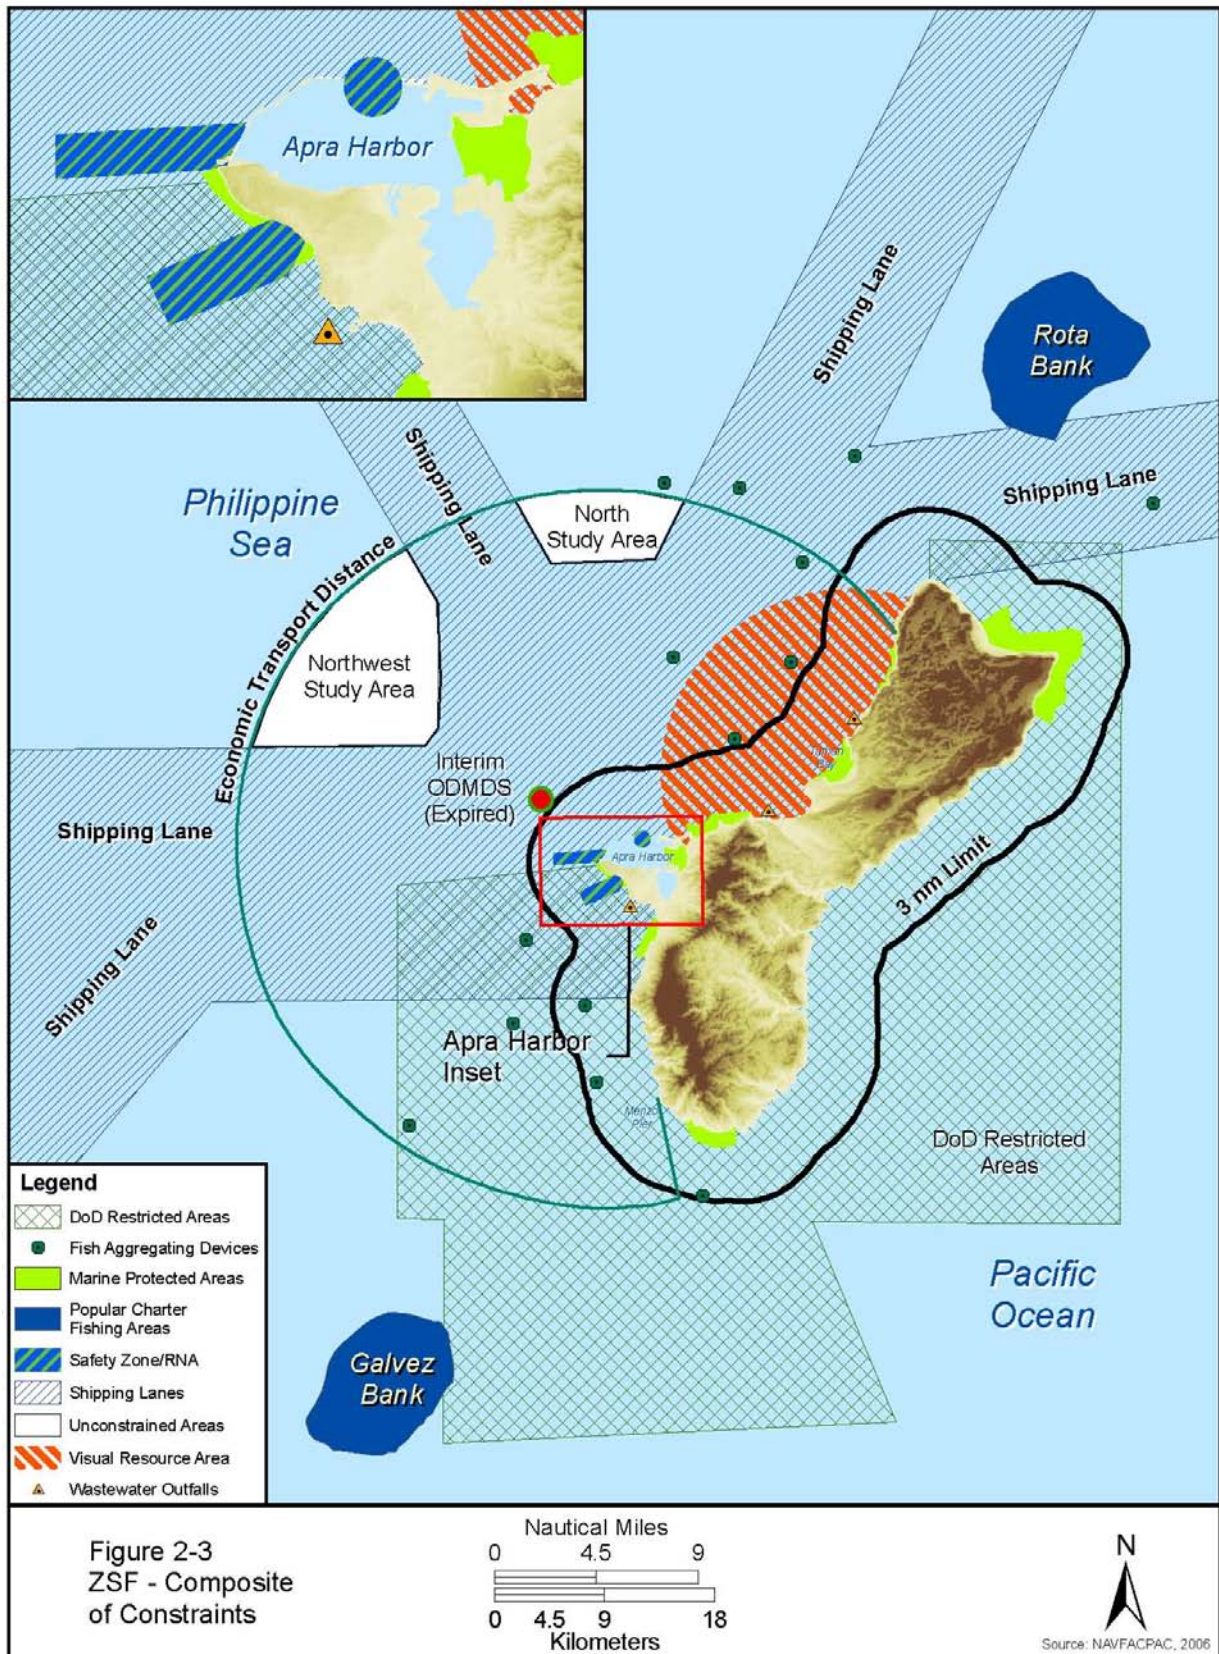 Apra Harbor
Shipping Lane
Rota
Bank
Shipping Lane
Shipping Lane
Philippine
Sea
North
Study Area
Economic Transport Distance
Northwest
Study Area
Interim
ODMDS
(Expired)
Tumon
Bay
Shipping Lane
Apra Harbor
3 nm Limit
Shipping Lane
Apra Harbor
Inset
Merizo
Pier
DoD Restricted
Areas
Pacific
Ocean
Galvez
Bank
Legend
DoD Restricted Areas
Fish Aggregating Devices
Marine Protected Areas
Popular Charter
Fishing Areas
Safety Zone/RNA
Shipping Lanes
Unconstrained Areas
Visual Resource Area
Wastewater Outfalls
Figure 2-3
ZSF - Composite
of Constraints
Nautical Miles
0 4.5 9
0 4.5 9 18
Kilometers
N
Source: NAVFACPAC, 2006